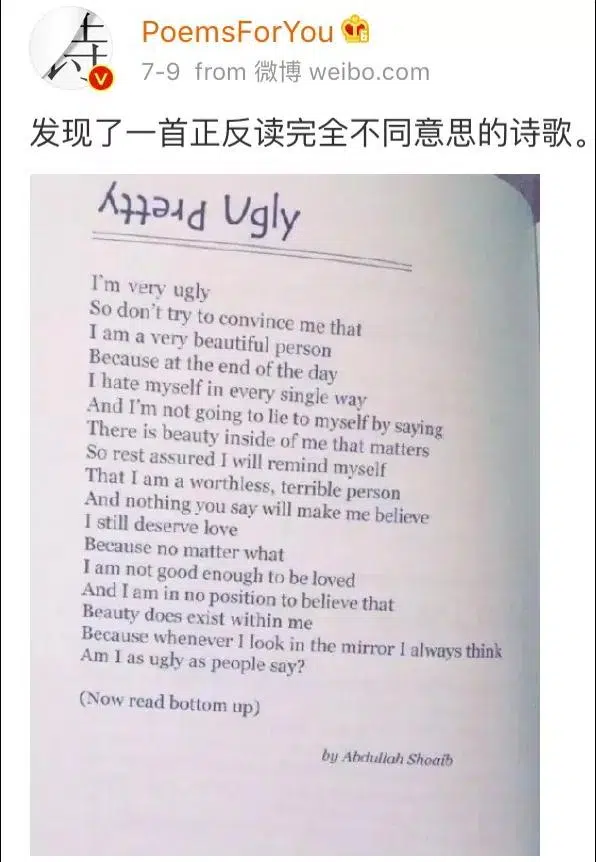 PoemsForYou
7-9 from 微博 weibo.com
发现了一首正反读完全不同意思的诗歌。
Pretty Ugly
I'm very ugly
So don't try to convince me that
I am a very beautiful person
Because at the end of the day
I hate myself in every single way
And I'm not going to lie to myself by saying
There is beauty inside of me that matters
So rest assured I will remind myself
That I am a worthless, terrible person
And nothing you say will make me believe
I still deserve love
Because no matter what
I am not good enough to be loved
And I am in no position to believe that
Beauty does exist within me
Because whenever I look in the mirror I always think
Am I as ugly as people say?
(Now read bottom up)
by Abdullah Shoaib